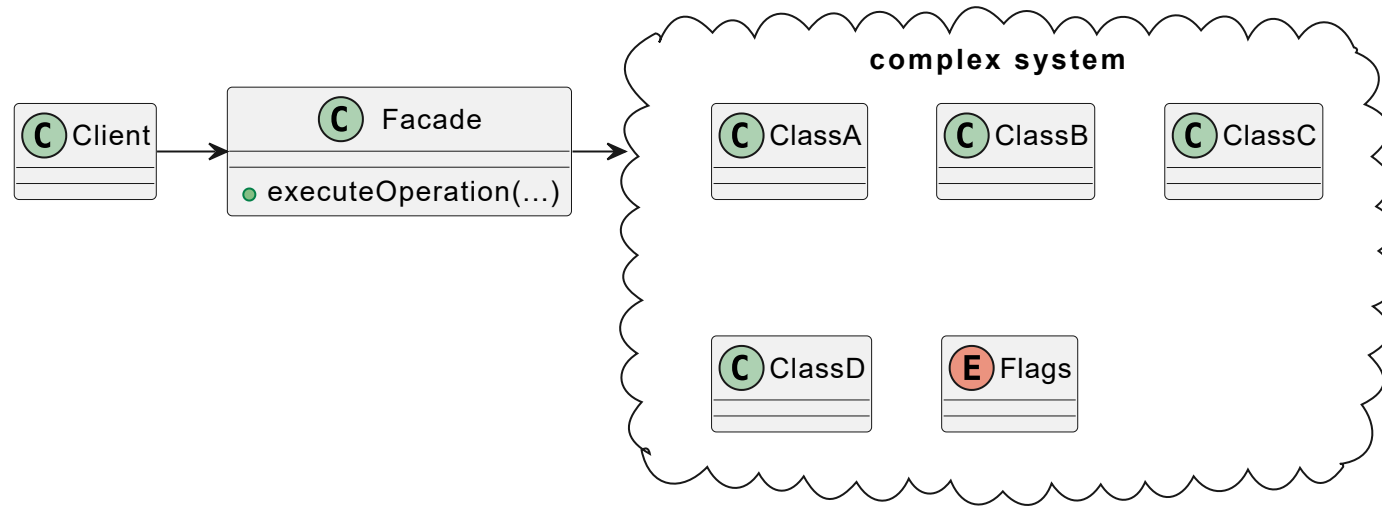 complex system
C Client
C Facade
executeOperation(...)
C ClassA
C ClassB
C ClassC
C ClassD
E Flags